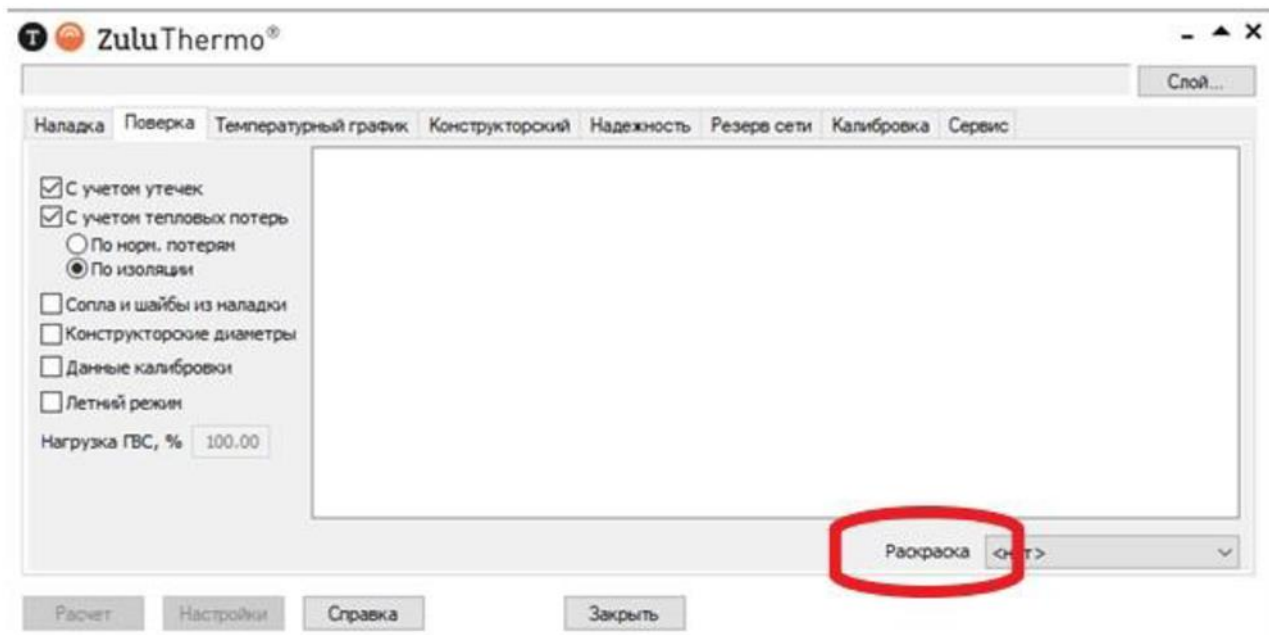 ZuluThermo®
Слой...
Наладка Поверка Температурный график Конструкторский Надежность Резерв сети Калибровка Сервис
С учетом утечек
С учетом тепловых потерь
По норм. потерям
По изоляции
Сопла и шайбы из наладки
Конструкторские диаметры
Данные калибровки
Летний режим
Нагрузка ГВС, % 100.00
Раскраска <нет>
Расчет Настройки Справка Закрыть